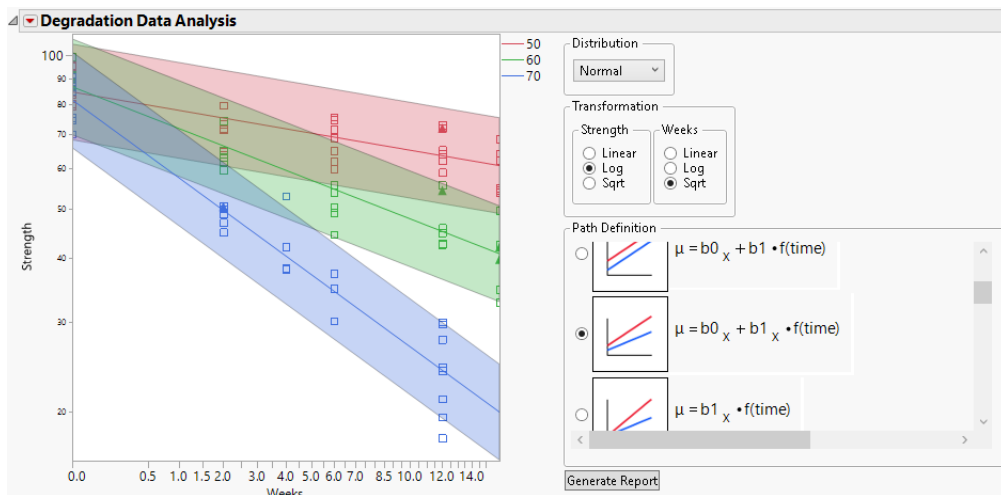 Degradation Data Analysis
Strength
100
90
80
70
60
50
40
30
20
0.0 0.5 1.0 1.5 2.0 3.0 4.0 5.0 6.0 7.0 8.5 10.0 12.0 14.0
Weeks
50
60
70
Distribution
Normal
Transformation
Strength
Linear
Log
Sqrt
Weeks
Linear
Log
Sqrt
Path Definition
μ = b0 X + b1 • f(time)
μ = b0 X + b1 X • f(time)
μ = b1 X • f(time)
Generate Report